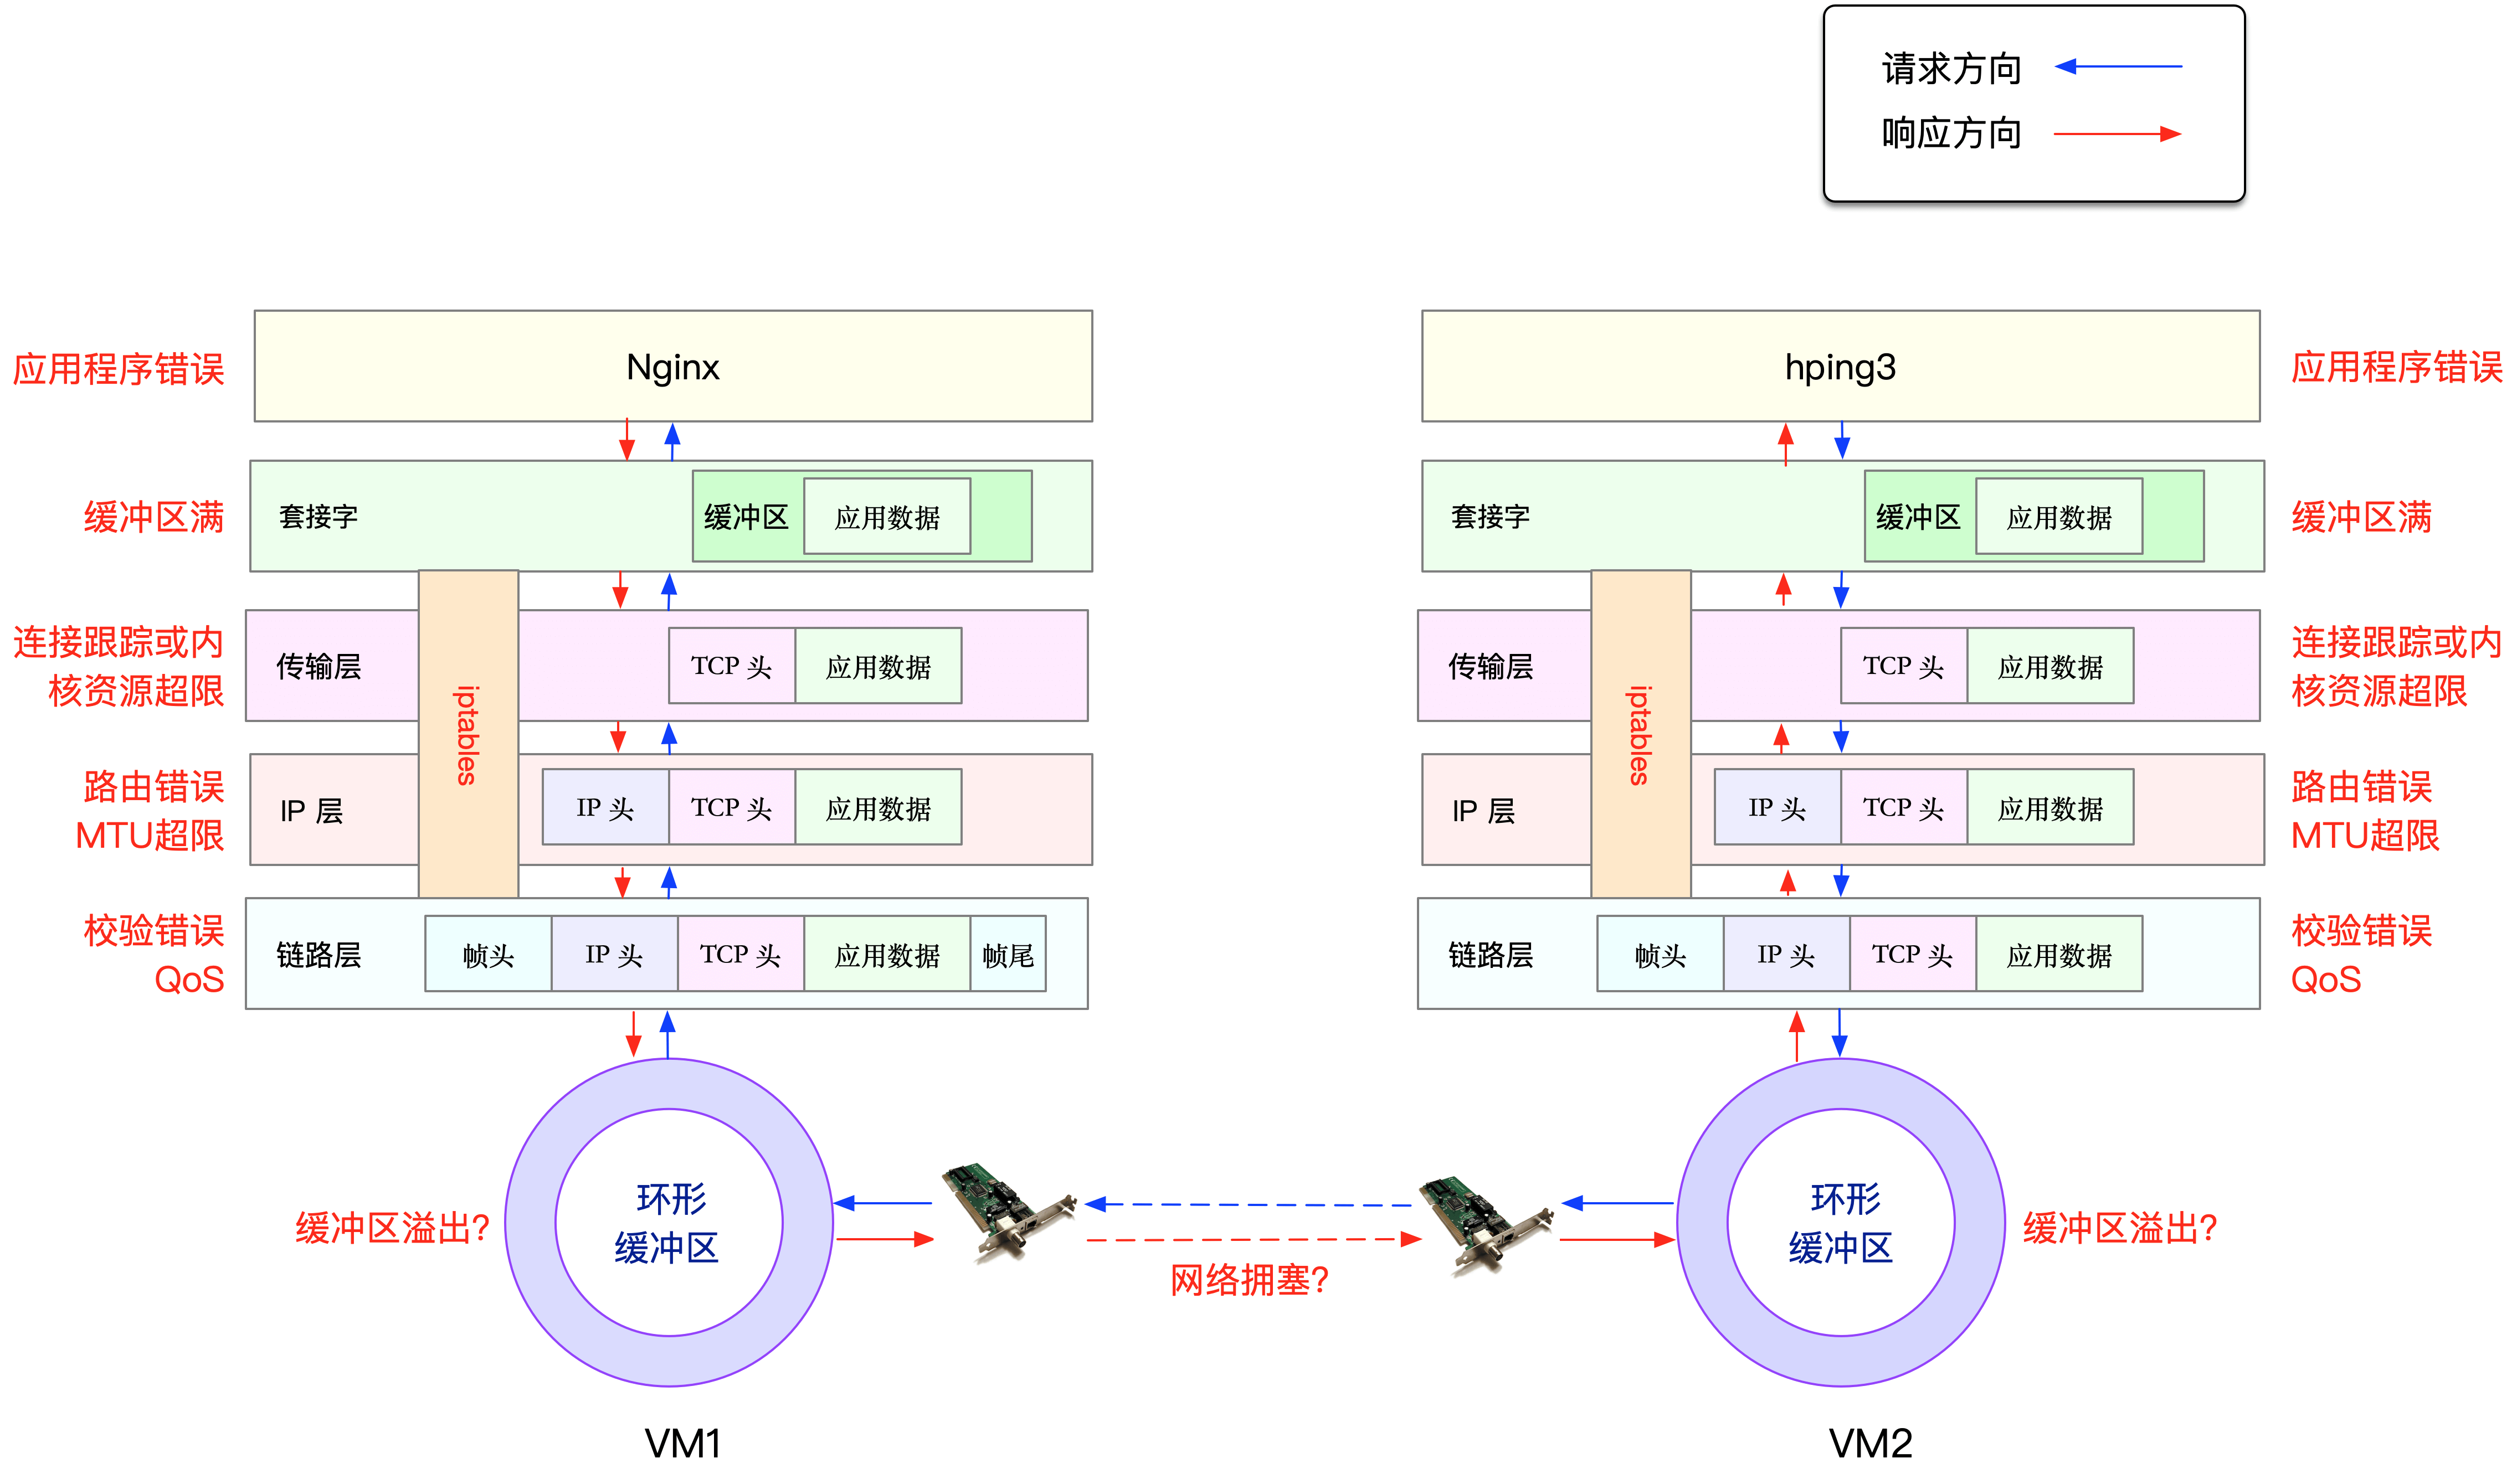 请求方向
响应方向
应用程序错误
Nginx
hping3
应用程序错误
缓冲区满
套接字
缓冲区
应用数据
套接字
缓冲区
应用数据
缓冲区满
连接跟踪或内
核资源超限
传输层
iptables
TCP 头
应用数据
传输层
iptables
TCP 头
应用数据
连接跟踪或内
核资源超限
路由错误
MTU超限
IP 层
IP 头
TCP 头
应用数据
IP 层
IP 头
TCP 头
应用数据
路由错误
MTU超限
校验错误
QoS
链路层
帧头
IP 头
TCP 头
应用数据
帧尾
链路层
帧头
IP 头
TCP 头
应用数据
校验错误
QoS
缓冲区溢出?
环形
缓冲区
网络拥塞?
环形
缓冲区
缓冲区溢出?
VM1
VM2